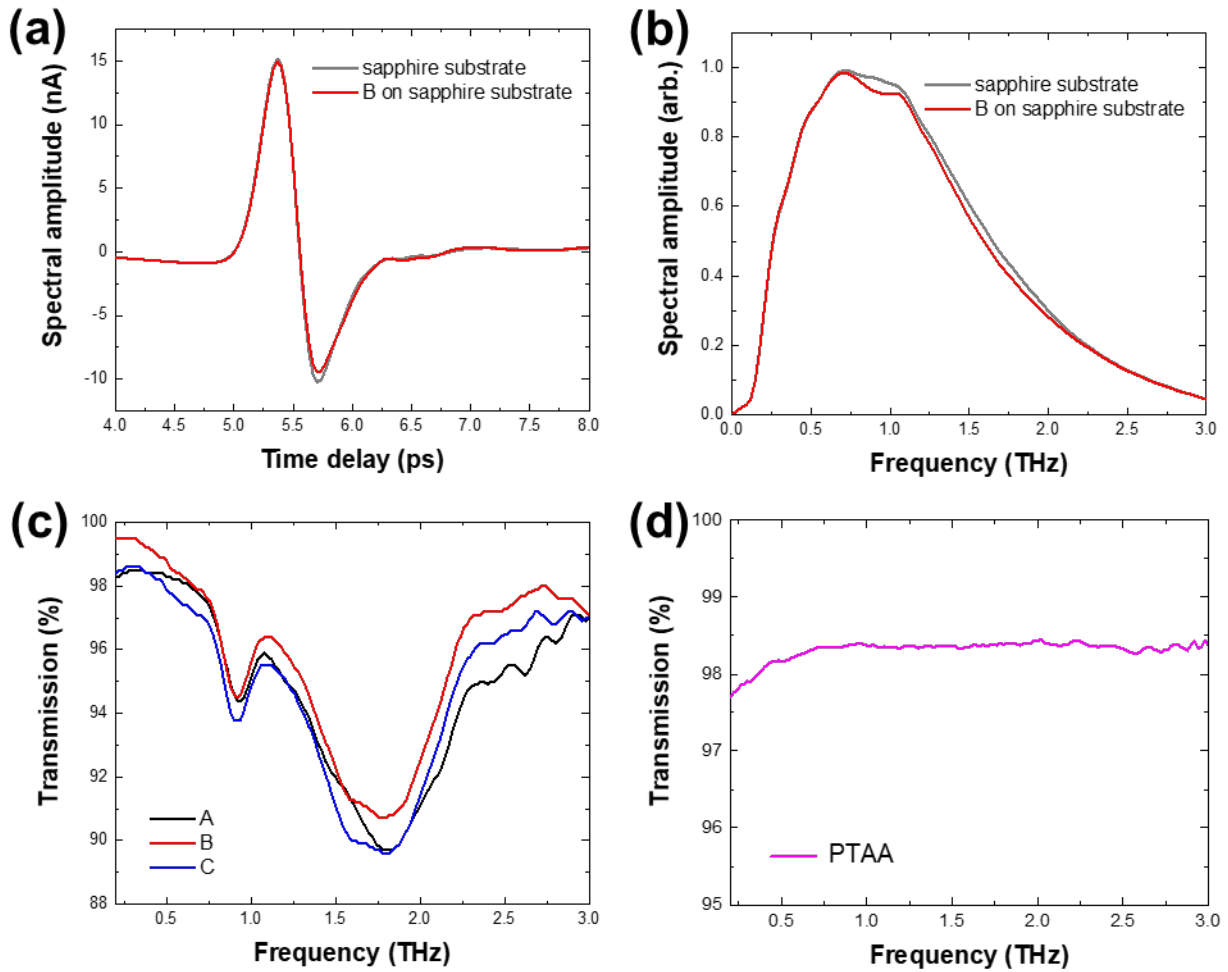 (a)
Spectral amplitude (nA)
15
10
5
0
-5
-10
sapphire substrate
B on sapphire substrate
4.0 4.5 5.0 5.5 6.0 6.5 7.0 7.5 8.0
Time delay (ps)
(b)
Spectral amplitude (arb.)
1.0
0.8
0.6
0.4
0.2
0.0
sapphire substrate
B on sapphire substrate
0.0 0.5 1.0 1.5 2.0 2.5 3.0
Frequency (THz)
(c)
Transmission (%)
100
98
96
94
92
90
88
A
B
C
0.5 1.0 1.5 2.0 2.5 3.0
Frequency (THz)
(d)
Transmission (%)
100
99
98
97
96
95
PTAA
0.5 1.0 1.5 2.0 2.5 3.0
Frequency (THz)